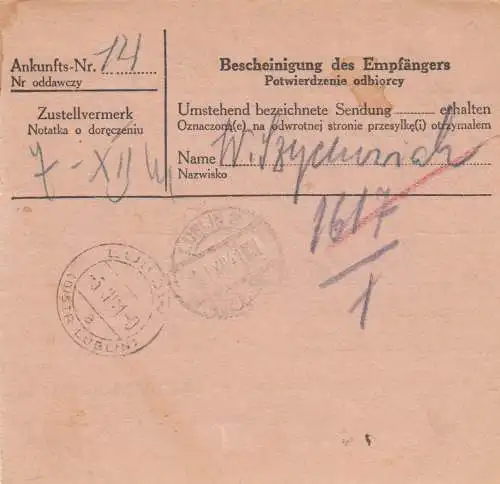 Ankunfts-Nr. 14
Nr oddawczy
Zustellvermerk
Notatka o doręczeniu
7-XII 41
Bescheinigung des Empfängers
Potwierdzenie odbiorcy
Umstehend bezeichnete Sendung ........ erhalten
Oznaczoną(e) na odwrotnej stronie przesyłkę(i) otrzymałem
Name W.
Nazwisko
1617
1
(DISTR. LUBLIN)
a